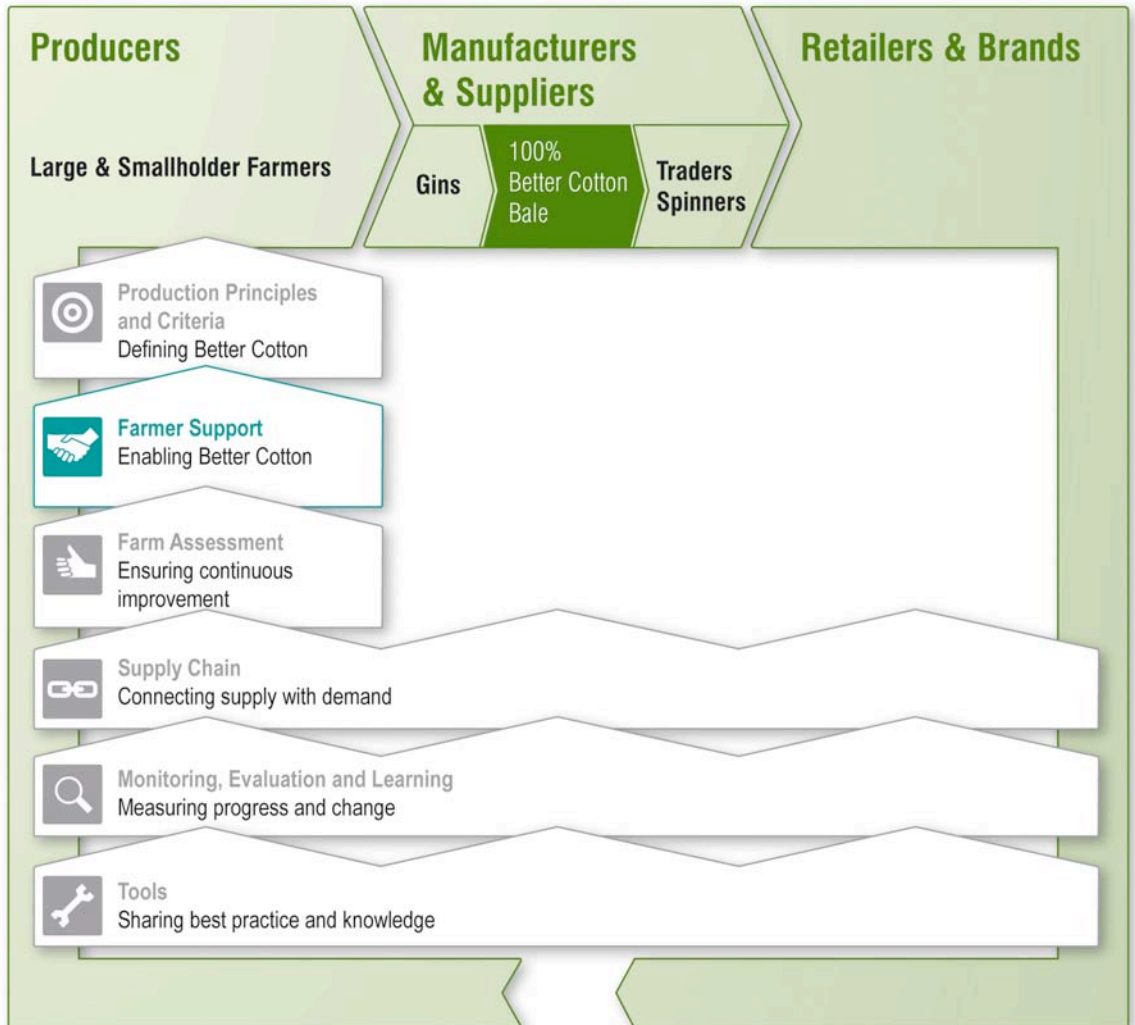 Producers
Manufacturers
& Suppliers
Retailers & Brands
Large & Smallholder Farmers
Gins
100%
Better Cotton
Bale
Traders
Spinners
Production Principles
and Criteria
Defining Better Cotton
Farmer Support
Enabling Better Cotton
Farm Assessment
Ensuring continuous
improvement
Supply Chain
Connecting supply with demand
Monitoring, Evaluation and Learning
Measuring progress and change
Tools
Sharing best practice and knowledge